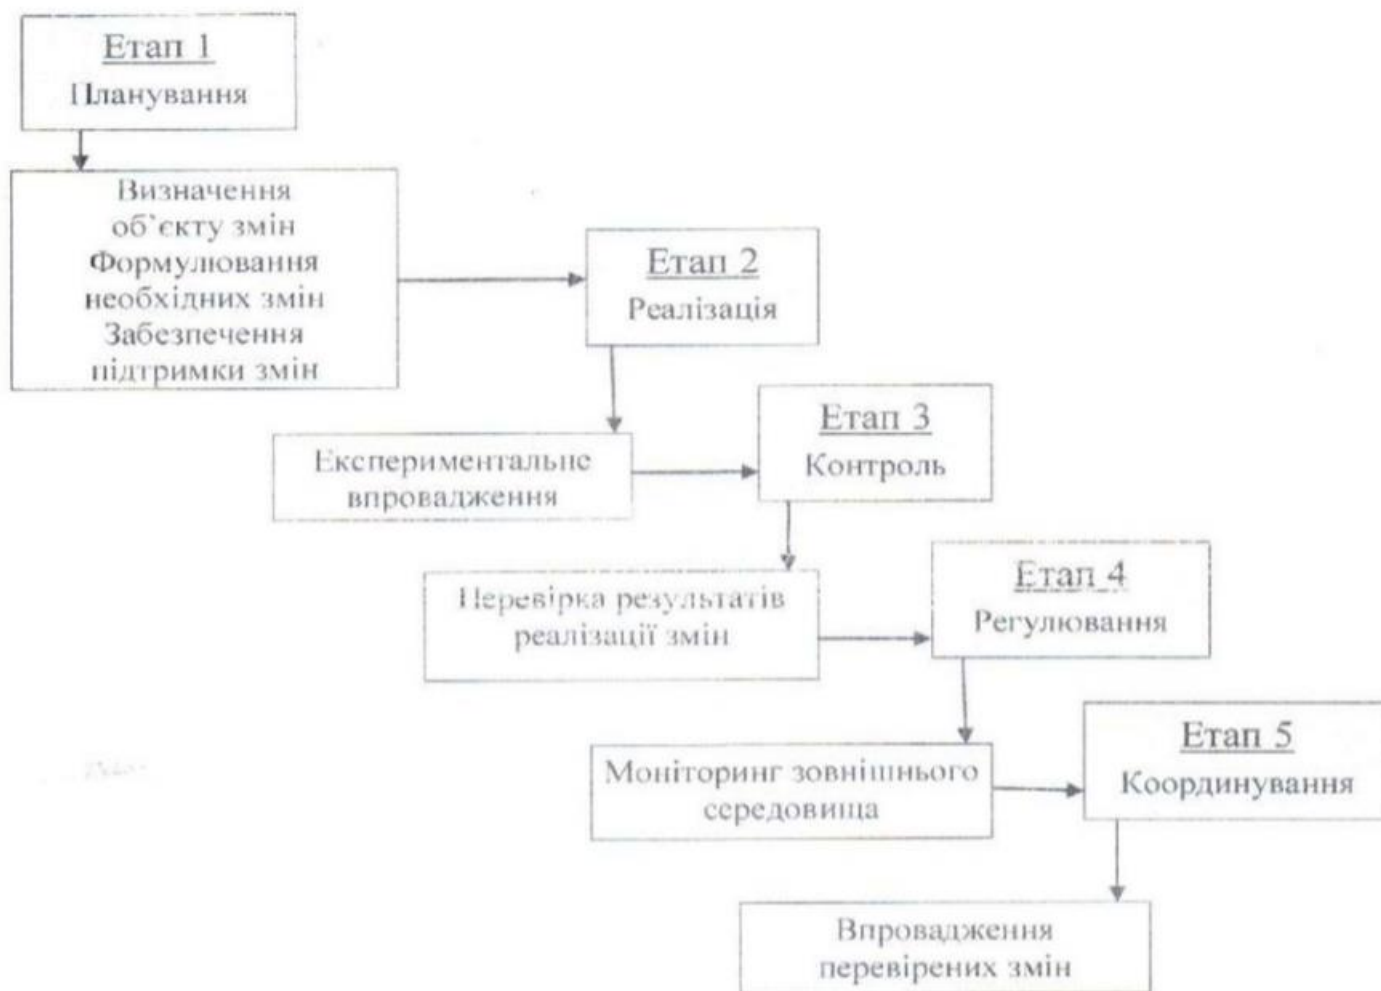 Етап 1
Планування
Визначення
об`єкту змін
Формулювання
необхідних змін
Забезпечення
підтримки змін
Етап 2
Реалізація
Експериментальне
впровадження
Етап 3
Контроль
Перевірка результатів
реалізації змін
Етап 4
Регулювання
Моніторинг зовнішнього
середовища
Етап 5
Координування
Впровадження
перевірених змін